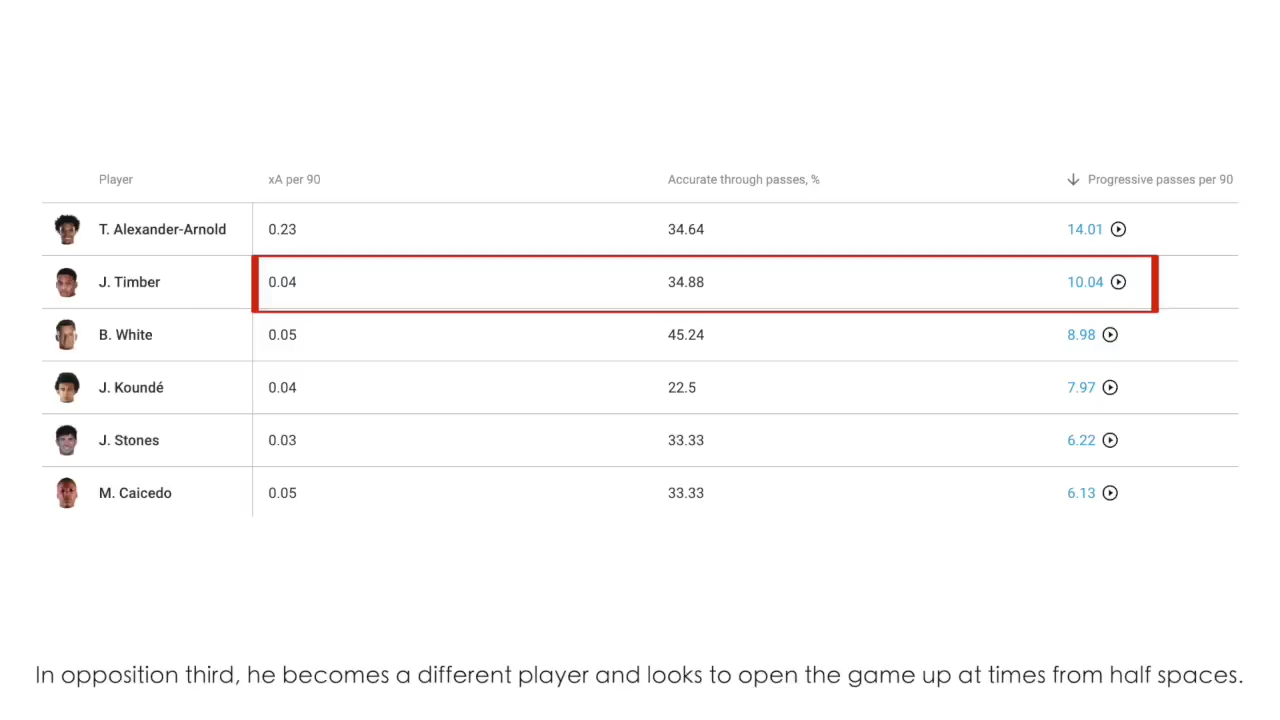 Player xA per 90 Accurate through passes, % Progressive passes per 90
T. Alexander-Arnold 0.23 34.64 14.01
J. Timber 0.04 34.88 10.04
B. White 0.05 45.24 8.98
J. Koundé 0.04 22.5 7.97
J. Stones 0.03 33.33 6.22
M. Caicedo 0.05 33.33 6.13
In opposition third, he becomes a different player and looks to open the game up at times from half spaces.